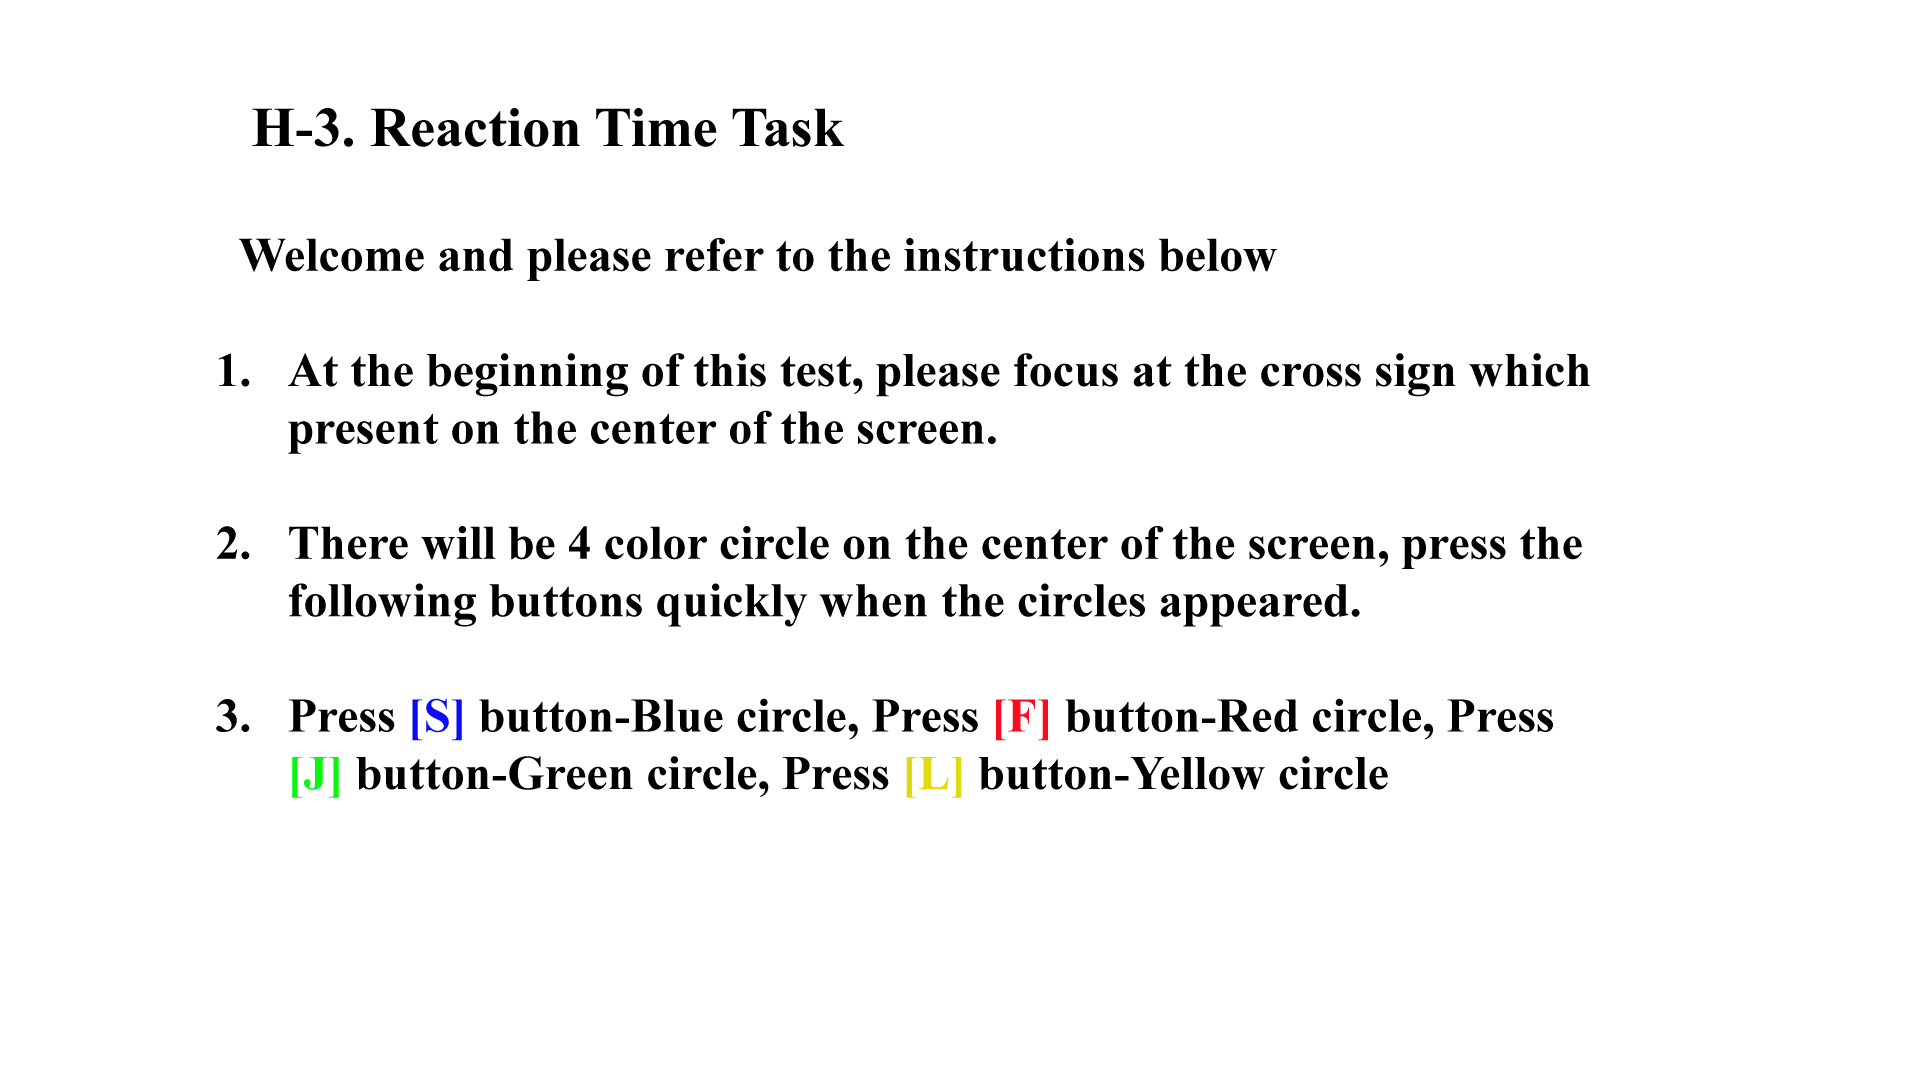 H-3. Reaction Time Task
Welcome and please refer to the instructions below
1. At the beginning of this test, please focus at the cross sign which
present on the center of the screen.
2. There will be 4 color circle on the center of the screen, press the
following buttons quickly when the circles appeared.
3. Press [S] button-Blue circle, Press [F] button-Red circle, Press
[J] button-Green circle, Press [L] button-Yellow circle